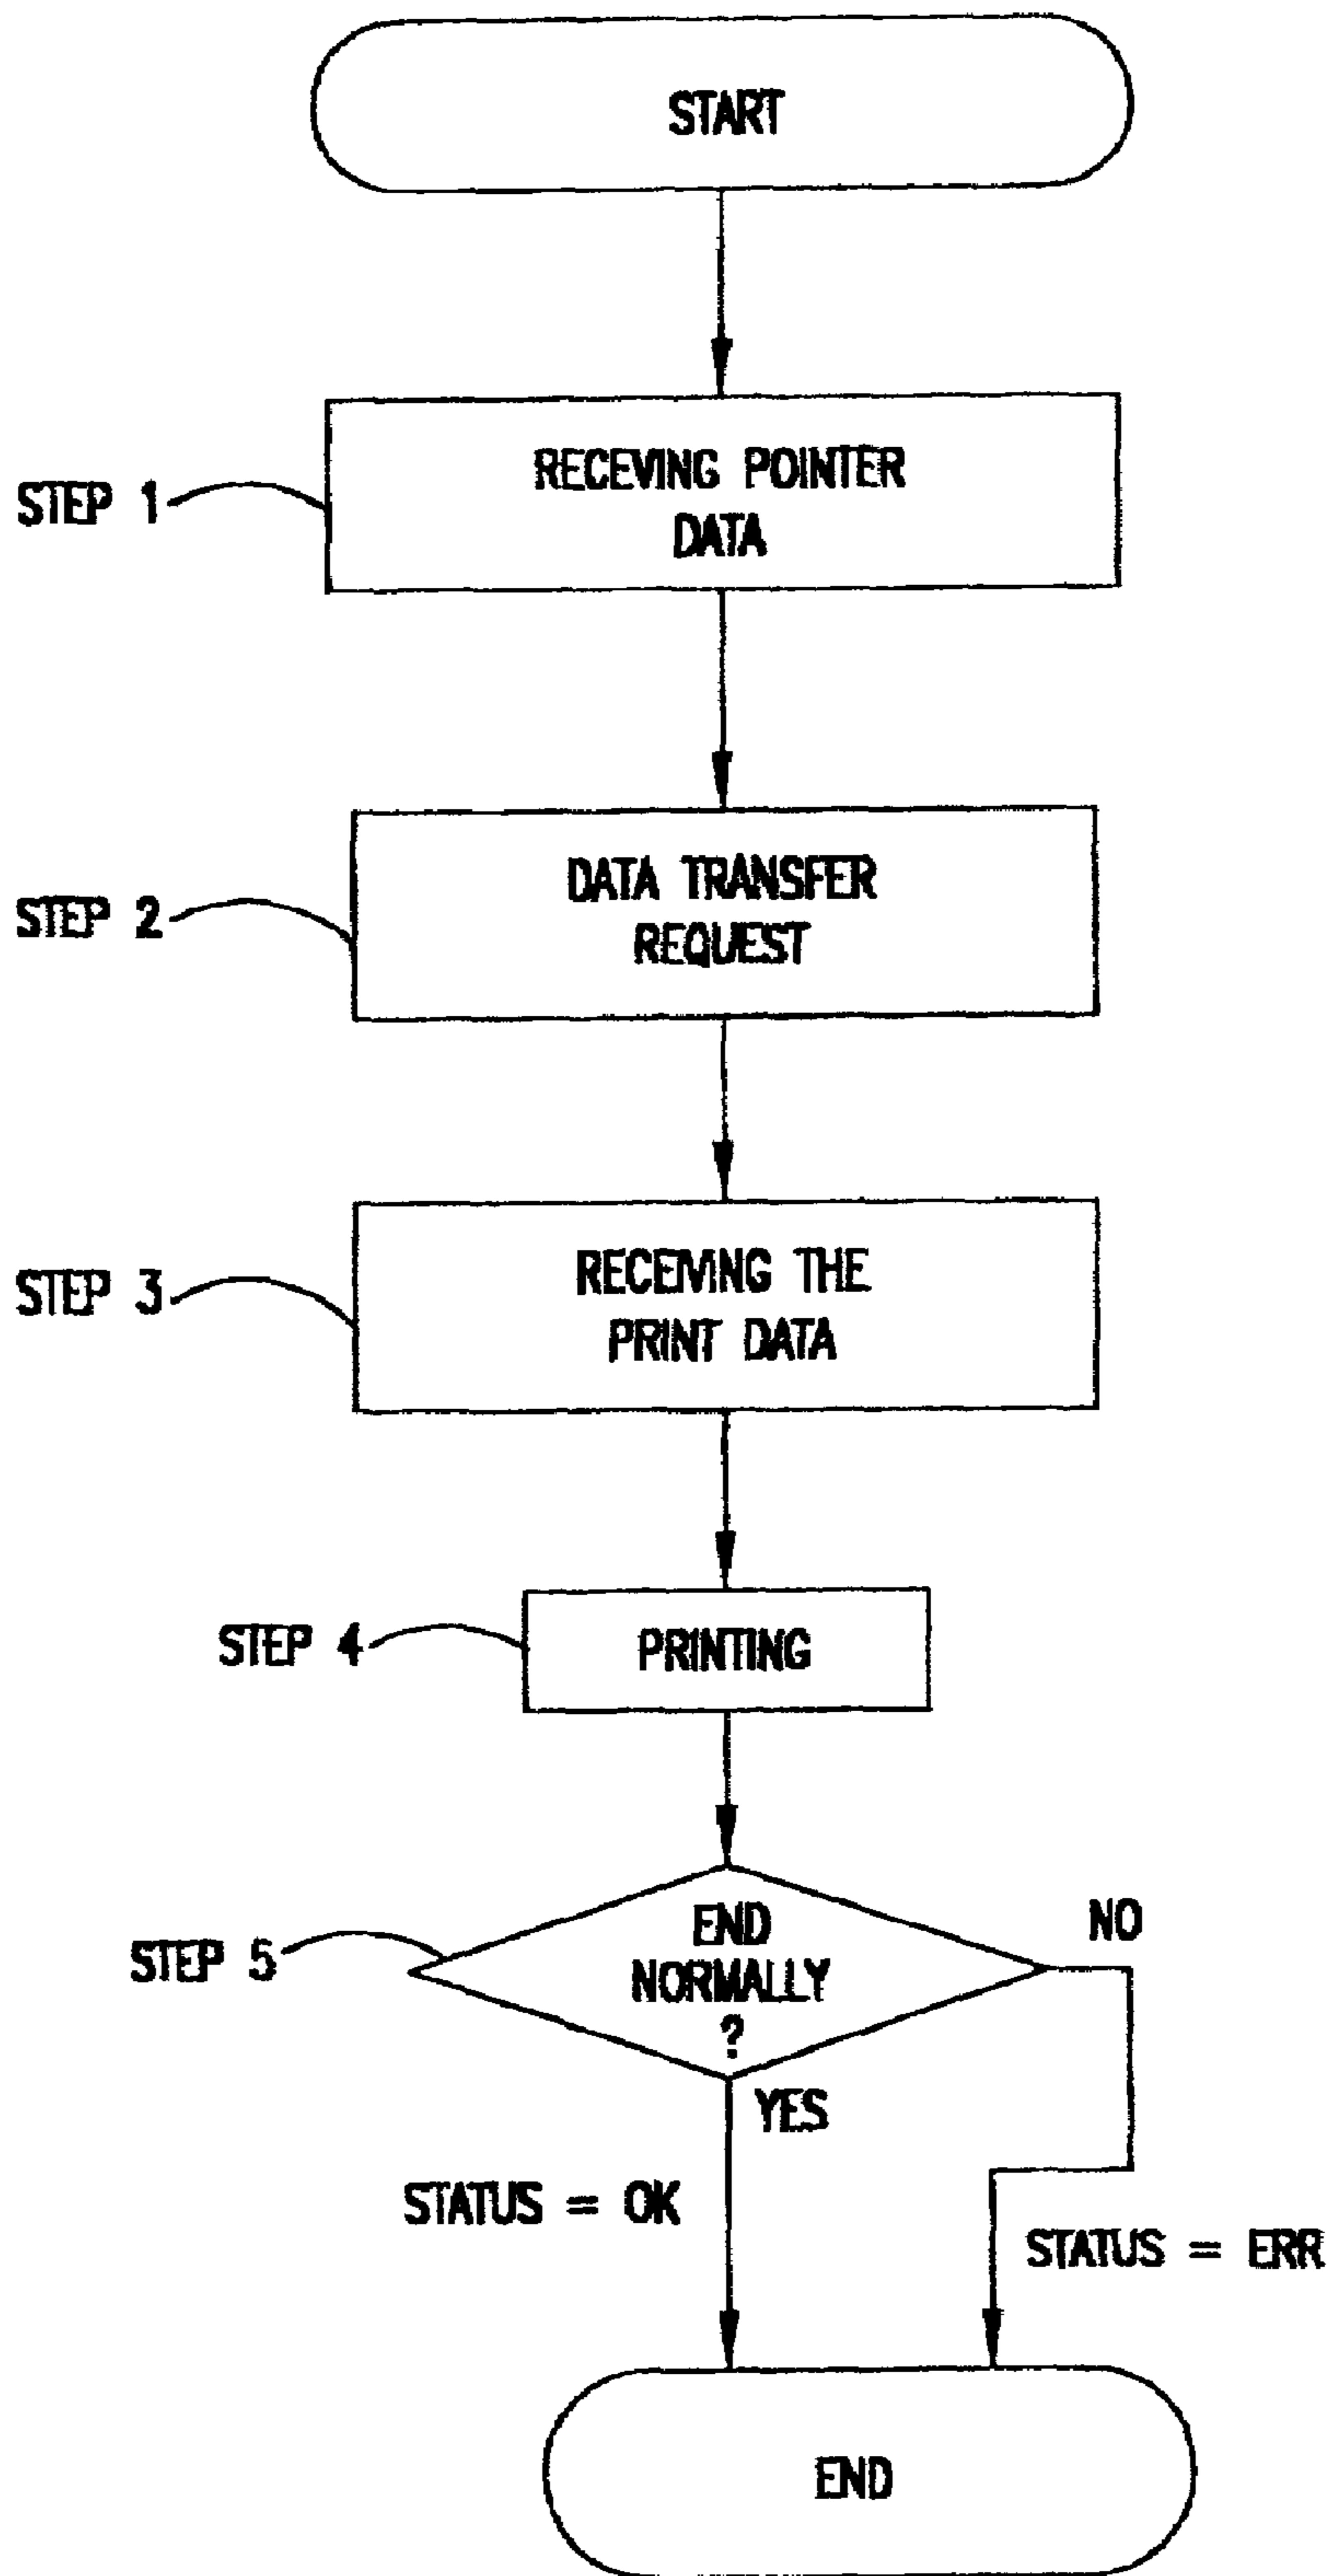 START
STEP 1
RECEVING POINTER
DATA
STEP 2
DATA TRANSFER
REQUEST
STEP 3
RECEIVING THE
PRINT DATA
STEP 4
PRINTING
STEP 5
END
NORMALLY
?
NO
YES
STATUS = OK
STATUS = ERR
END